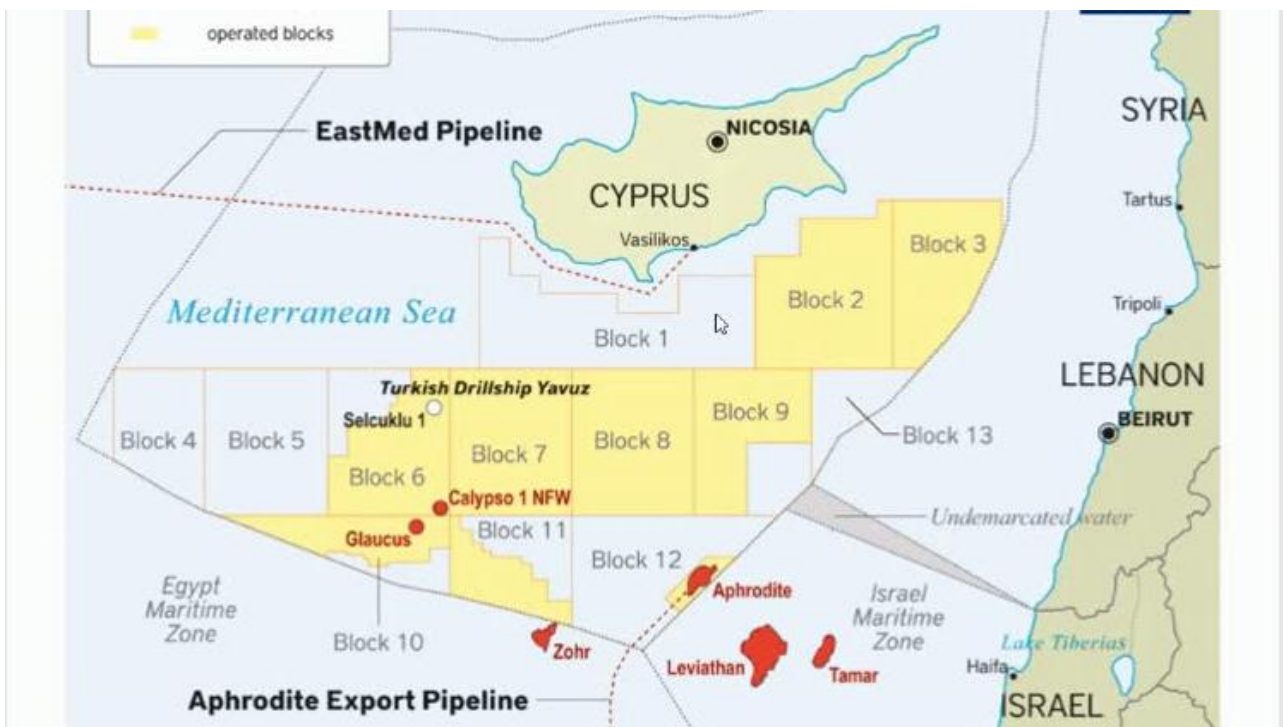 operated blocks
SYRIA
EastMed Pipeline
NICOSIA
CYPRUS
Tartus
Vasilikos
Block 3
Block 2
Mediterranean Sea
Tripoli
Block 1
LEBANON
Turkish Drillship Yavuz
Selcuklu 1
Block 9
BEIRUT
Block 4
Block 5
Block 7
Block 8
Block 13
Block 6
Calypso 1 NFW
Undemarcated water
Glaucus
Block 11
Block 12
Aphrodite
Egypt
Maritime
Zone
Israel
Maritime
Zone
Block 10
Zohr
Leviathan
Tamar
Lake Tiberias
Haifa
Aphrodite Export Pipeline
ISRAEL